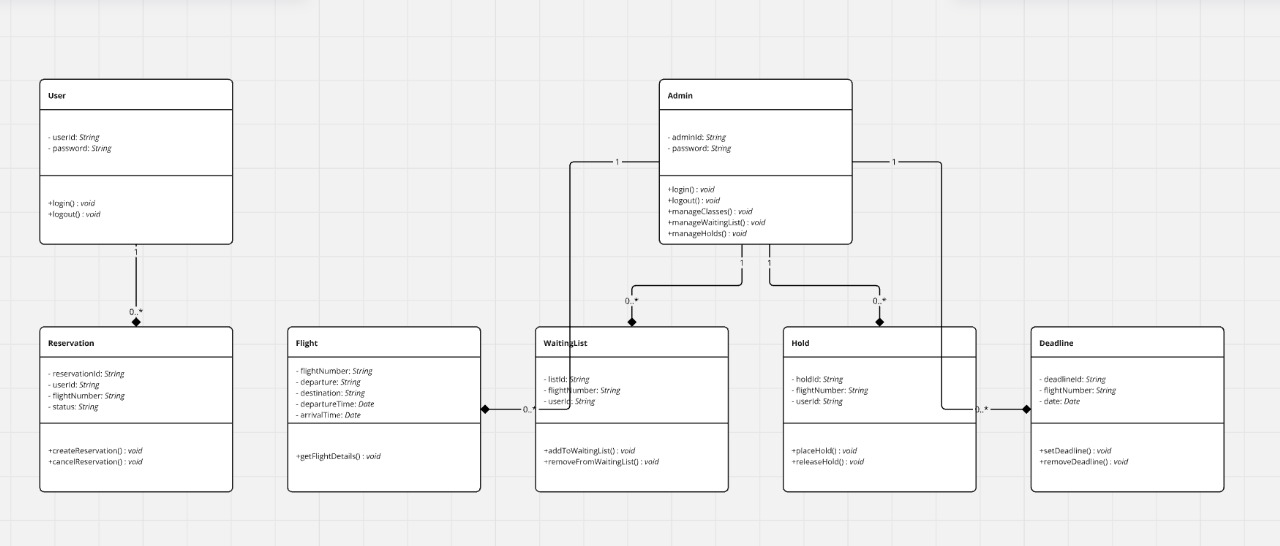 User
- userId: String
- password: String
+login() : void
+logout() : void
1
0..*
Admin
- adminId: String
- password: String
+login() : void
+logout() : void
+manageClasses() : void
+manageWaitingList() : void
+manageHolds() : void
1
1
1
1
0..*
0..*
Reservation
- reservationId: String
- userId: String
- flightNumber: String
- status: String
+createReservation() : void
+cancelReservation() : void
Flight
- flightNumber: String
- departure: String
- destination: String
- departureTime: Date
- arrivalTime: Date
+getFlightDetails() : void
0..*
WaitingList
- listId: String
- flightNumber: String
- userId: String
+addToWaitingList() : void
+removeFromWaitingList() : void
Hold
- holdId: String
- flightNumber: String
- userId: String
+placeHold() : void
+releaseHold() : void
0..*
Deadline
- deadlineId: String
- flightNumber: String
- date: Date
+setDeadline() : void
+removeDeadline() : void